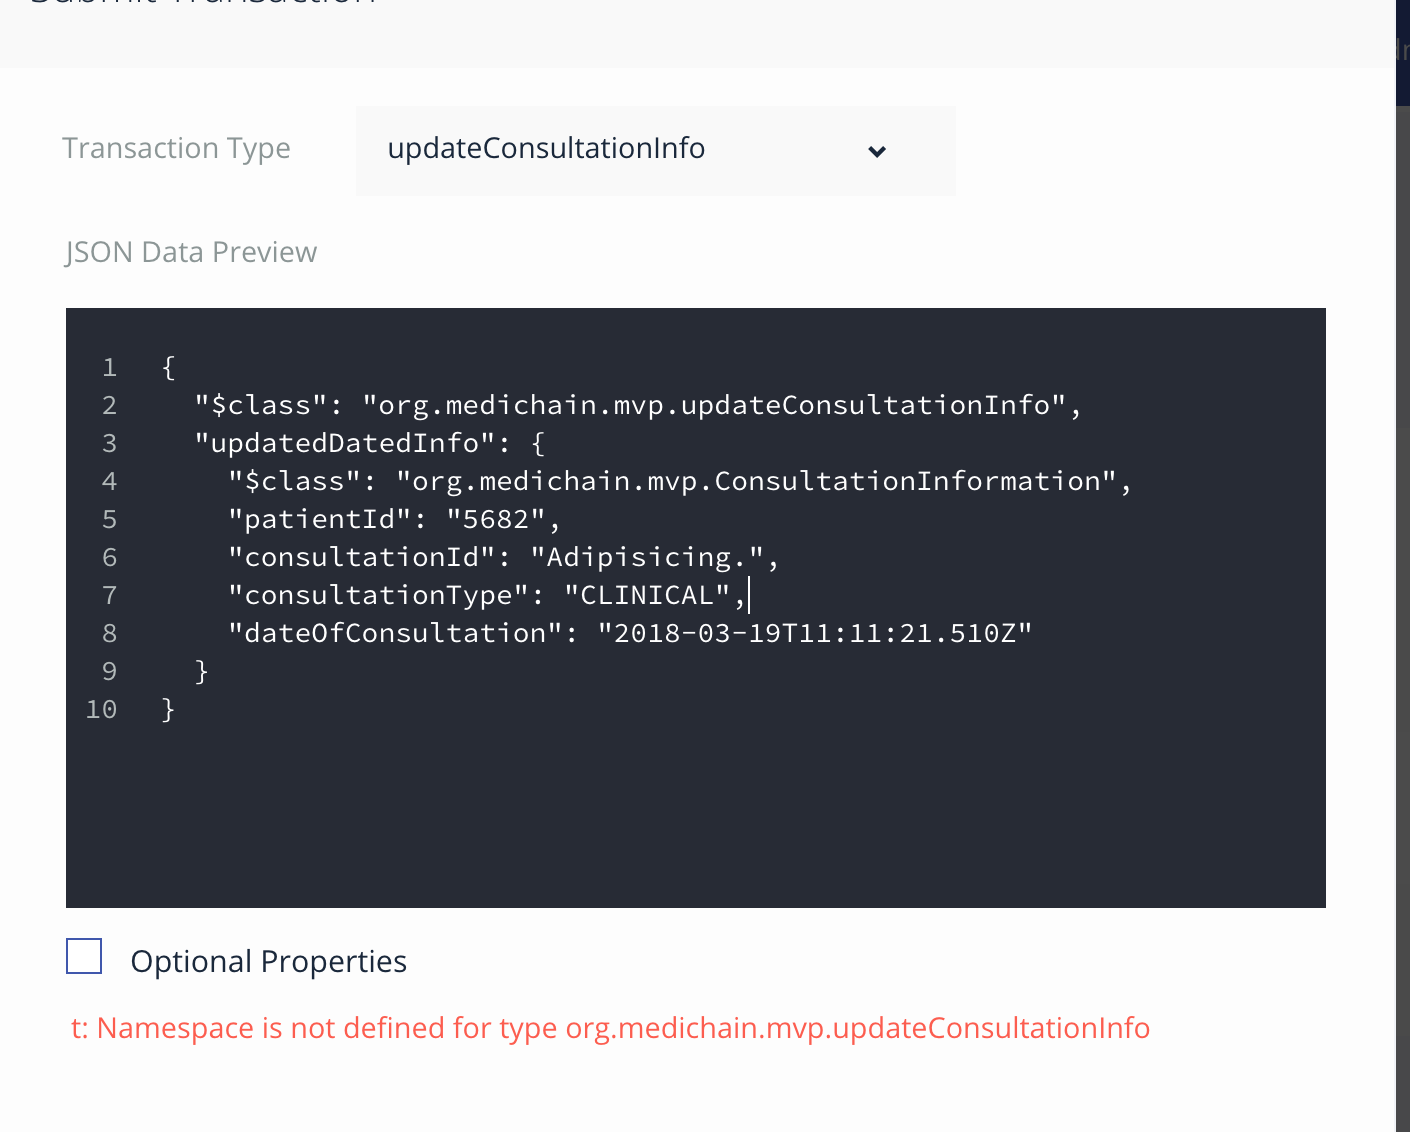 Submit Transaction
Transaction Type
updateConsultationInfo
JSON Data Preview
1 {
2 "$class": "org.medichain.mvp.updateConsultationInfo",
3 "updatedDatedInfo": {
4 "$class": "org.medichain.mvp.ConsultationInformation",
5 "patientId": "5682",
6 "consultationId": "Adipisicing.",
7 "consultationType": "CLINICAL",
8 "dateOfConsultation": "2018-03-19T11:11:21.510Z"
9 }
10 }
Optional Properties
t: Namespace is not defined for type org.medichain.mvp.updateConsultationInfo